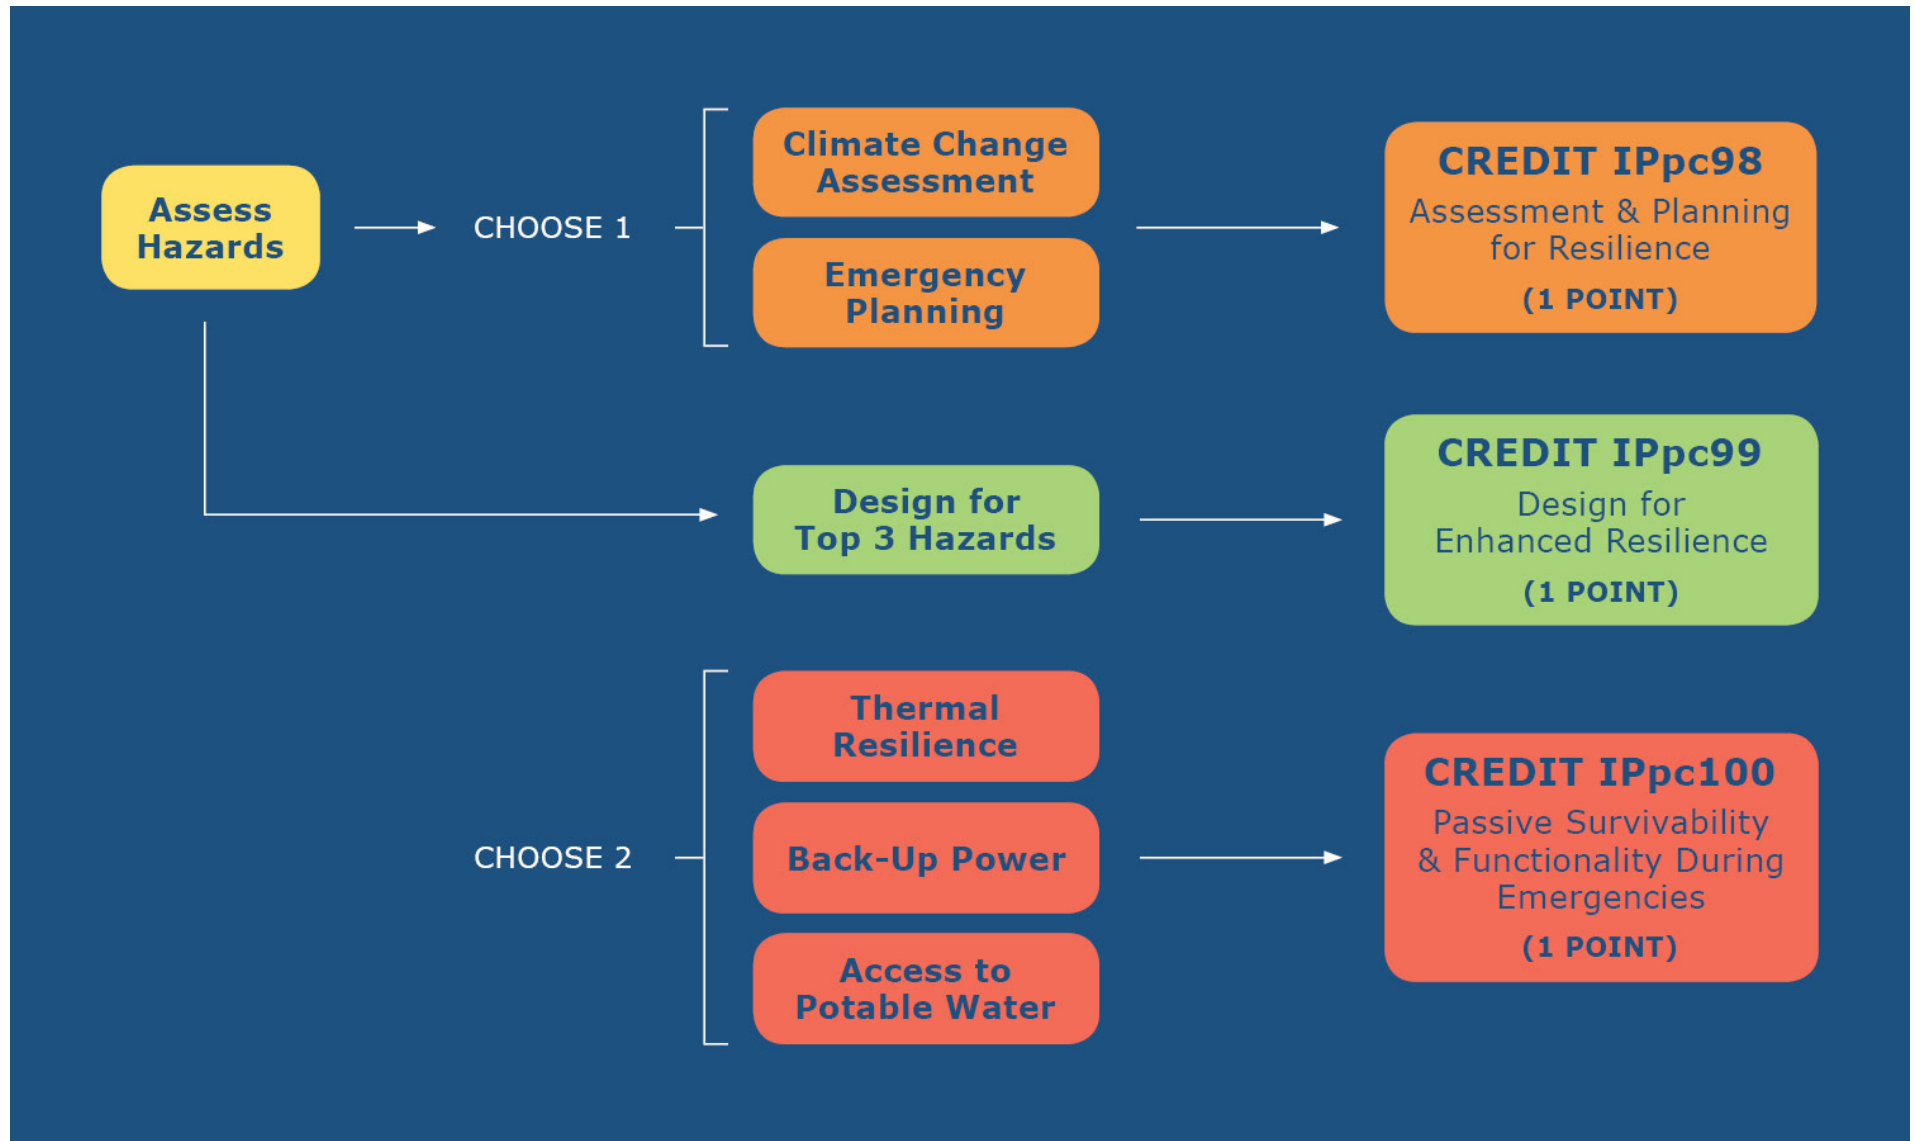 Assess
Hazards
CHOOSE 1
Climate Change
Assessment
Emergency
Planning
CREDIT IPpc98
Assessment & Planning
for Resilience
(1 POINT)
Design for
Top 3 Hazards
CREDIT IPpc99
Design for
Enhanced Resilience
(1 POINT)
CHOOSE 2
Thermal
Resilience
Back-Up Power
Access to
Potable Water
CREDIT IPpc100
Passive Survivability
& Functionality During
Emergencies
(1 POINT)